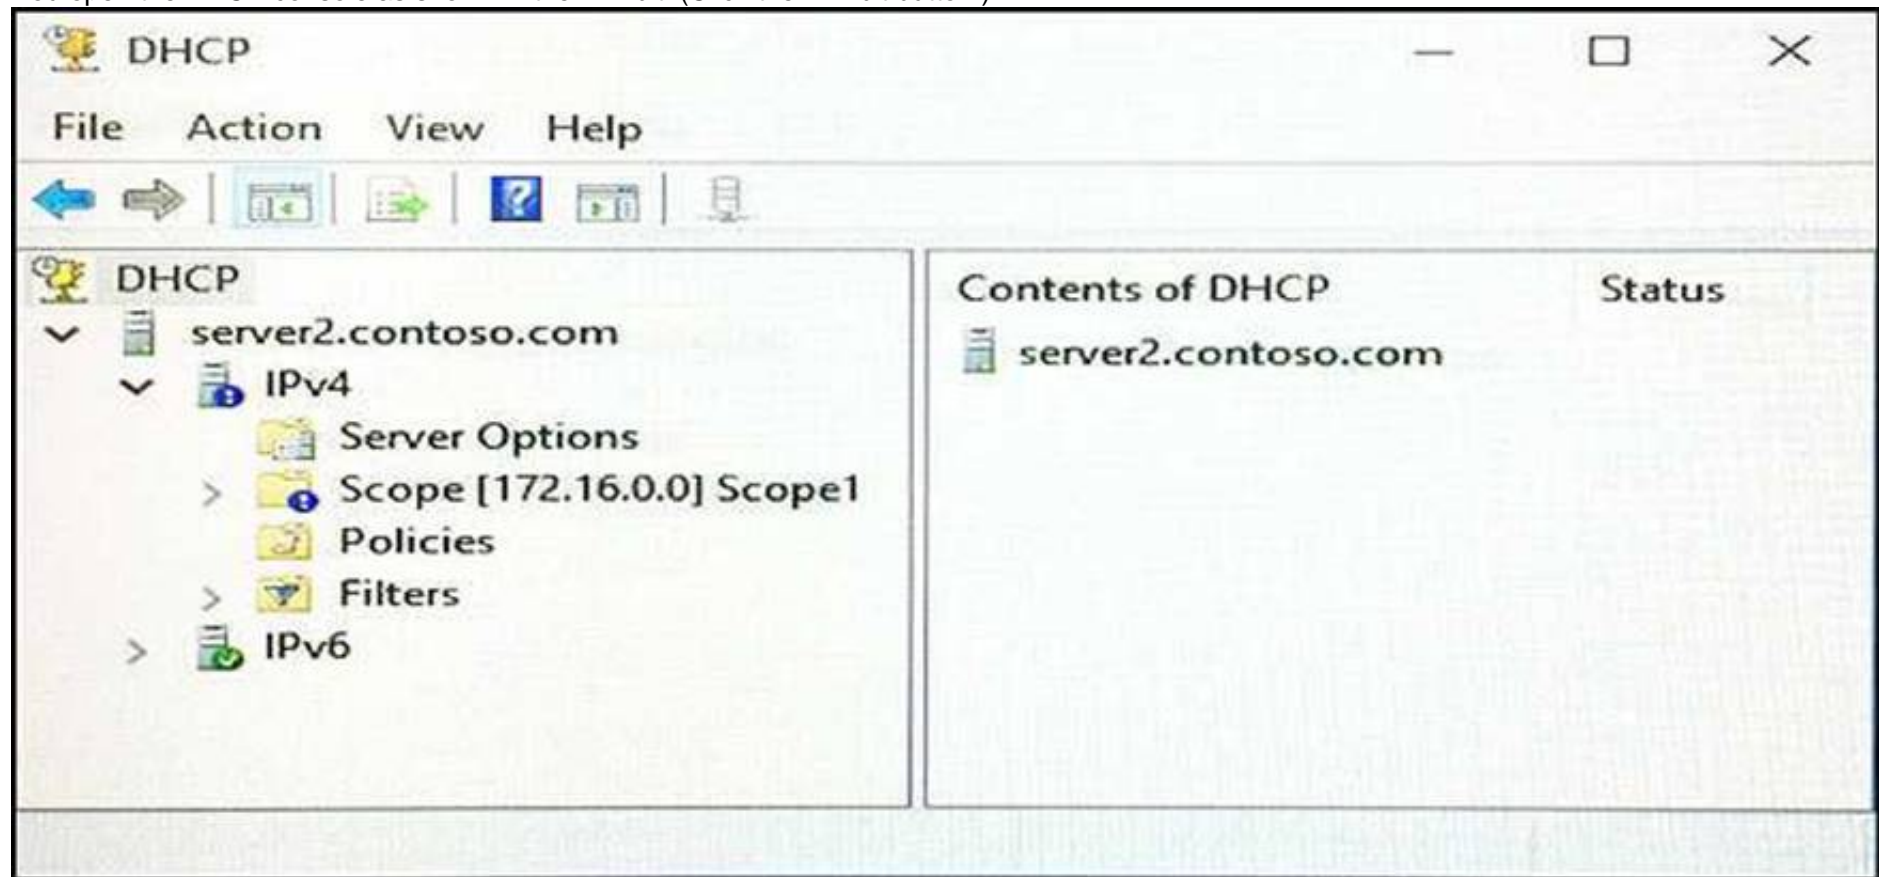 DHCP
File Action View Help
DHCP
server2.contoso.com
IPv4
Server Options
Scope [172.16.0.0] Scope1
Policies
Filters
IPv6
Contents of DHCP Status
server2.contoso.com